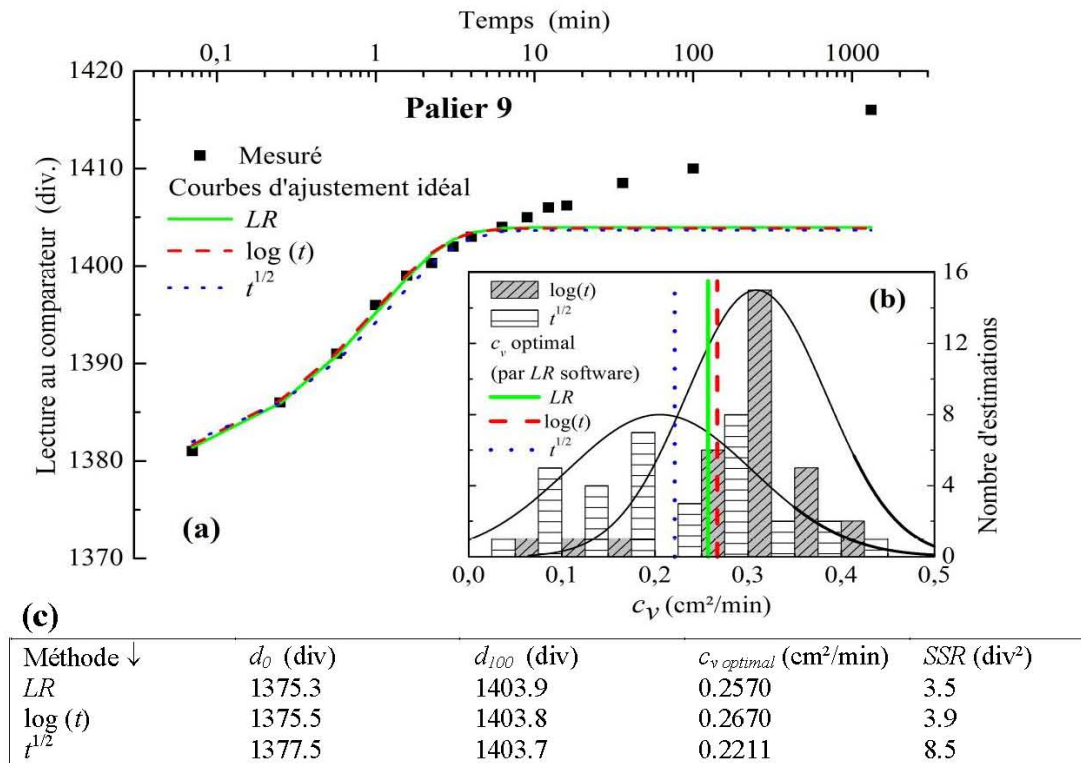 Temps (min)
0,1 1 10 100 1000
1420
1410
1400
1390
1380
1370
Lecture au comparateur (div.)
Palier 9
Mesuré
Courbes d'ajustement idéal
LR
log (t)
t^1/2
(a)
(b)
log(t)
t^1/2
c_v optimal
(par LR software)
LR
log(t)
t^1/2
16
12
8
4
0
Nombre d'estimations
0,0 0,1 0,2 0,3 0,4 0,5
c_v (cm²/min)
(c)
Méthode ↓ d_0 (div) d_100 (div) c_v optimal (cm²/min) SSR (div²)
LR 1375.3 1403.9 0.2570 3.5
log (t) 1375.5 1403.8 0.2670 3.9
t^1/2 1377.5 1403.7 0.2211 8.5